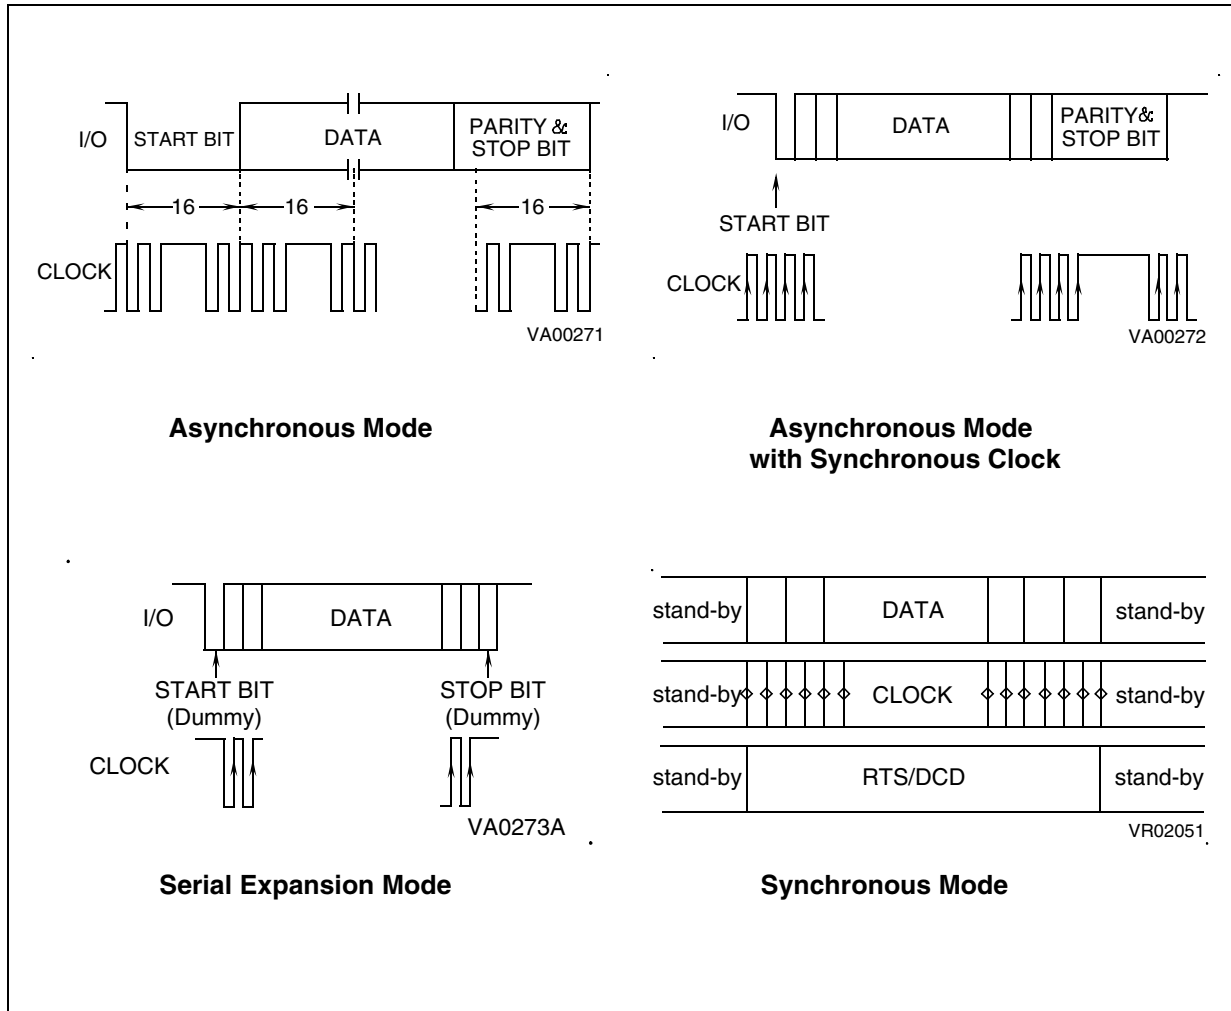 I/O
START BIT
DATA
PARITY &
STOP BIT
16
16
16
CLOCK
VA00271
Asynchronous Mode
I/O
DATA
PARITY&
STOP BIT
START BIT
CLOCK
VA00272
Asynchronous Mode
with Synchronous Clock
I/O
DATA
START BIT
(Dummy)
STOP BIT
(Dummy)
CLOCK
VA0273A
Serial Expansion Mode
stand-by
DATA
stand-by
stand-by
CLOCK
stand-by
stand-by
RTS/DCD
stand-by
VR02051
Synchronous Mode